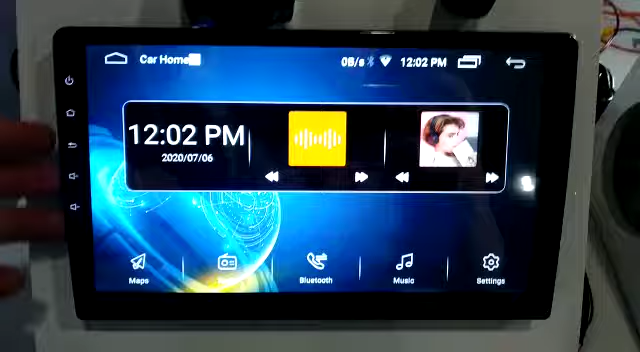 Car Home
0B/s
12:02 PM
12:02 PM
2020/07/06
Maps
Bluetooth
Music
Settings